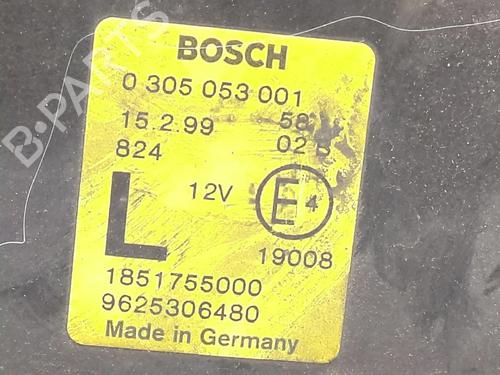 BOSCH
0 305 053 001
15.2.99 58
824 02 S
12V E 4
L
19008
1851755000
9625306480
Made in Germany
B-PARTS